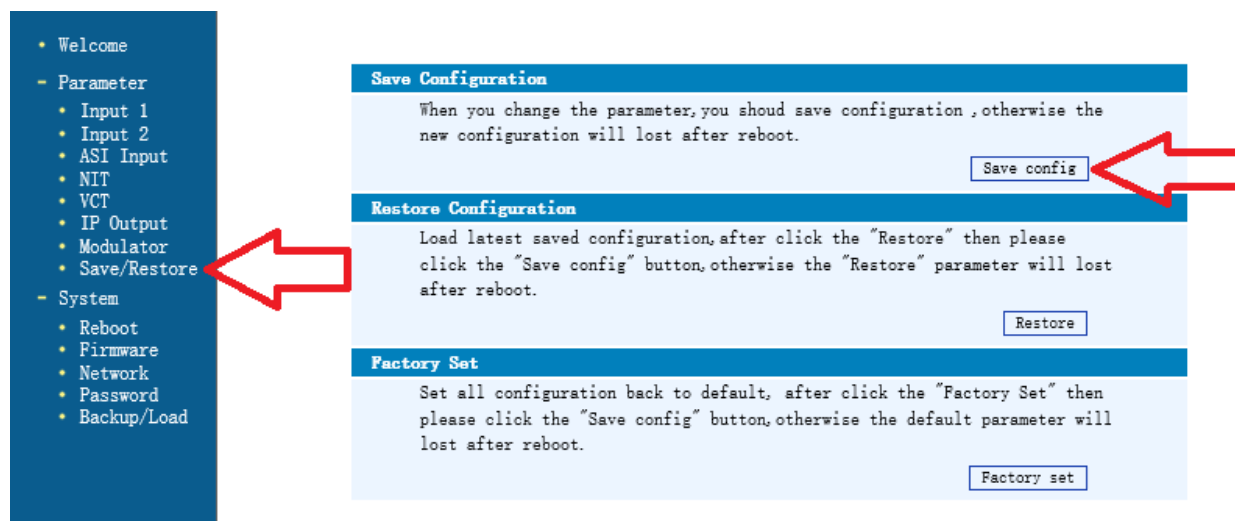 Welcome
Parameter
Input 1
Input 2
ASI Input
NIT
VCT
IP Output
Modulator
Save/Restore
System
Reboot
Firmware
Network
Password
Backup/Load
Save Configuration
When you change the parameter,you shoud save configuration ,otherwise the
new configuration will lost after reboot.
Save config
Restore Configuration
Load latest saved configuration,after click the "Restore" then please
click the "Save config" button,otherwise the "Restore" parameter will lost
after reboot.
Restore
Factory Set
Set all configuration back to default, after click the "Factory Set" then
please click the "Save config" button,otherwise the default parameter will
lost after reboot.
Factory set